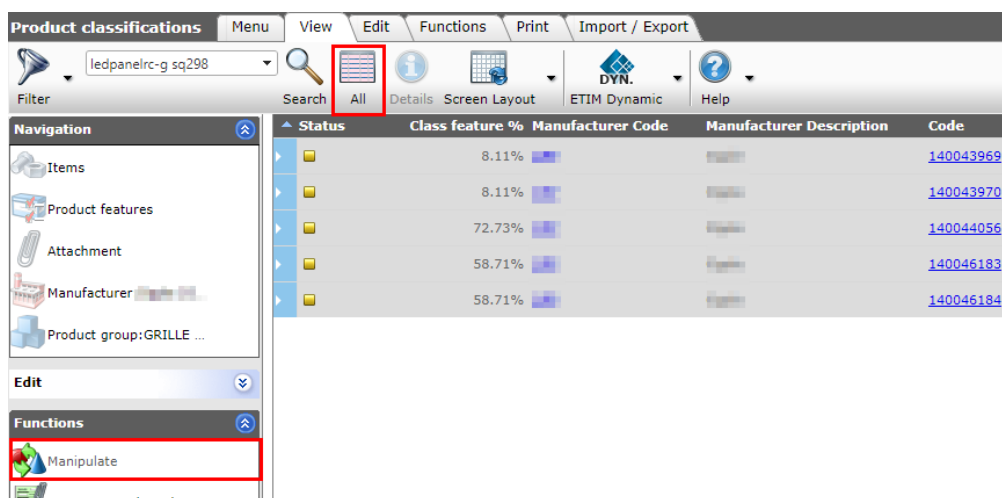 Product classifications Menu View Edit Functions Print Import / Export
ledpanelrc-g sq298
DYN.
Filter Search All Details Screen Layout ETIM Dynamic Help
Navigation
Items
Product features
Attachment
Manufacturer
Product group:GRILLE ...
Edit
Functions
Manipulate
Status Class feature % Manufacturer Code Manufacturer Description Code
8.11% 140043969
8.11% 140043970
72.73% 140044056
58.71% 140046183
58.71% 140046184